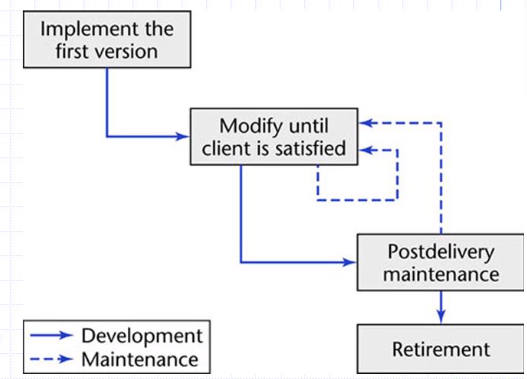 Implement the
first version
Modify until
client is satisfied
Postdelivery
maintenance
Retirement
Development
Maintenance